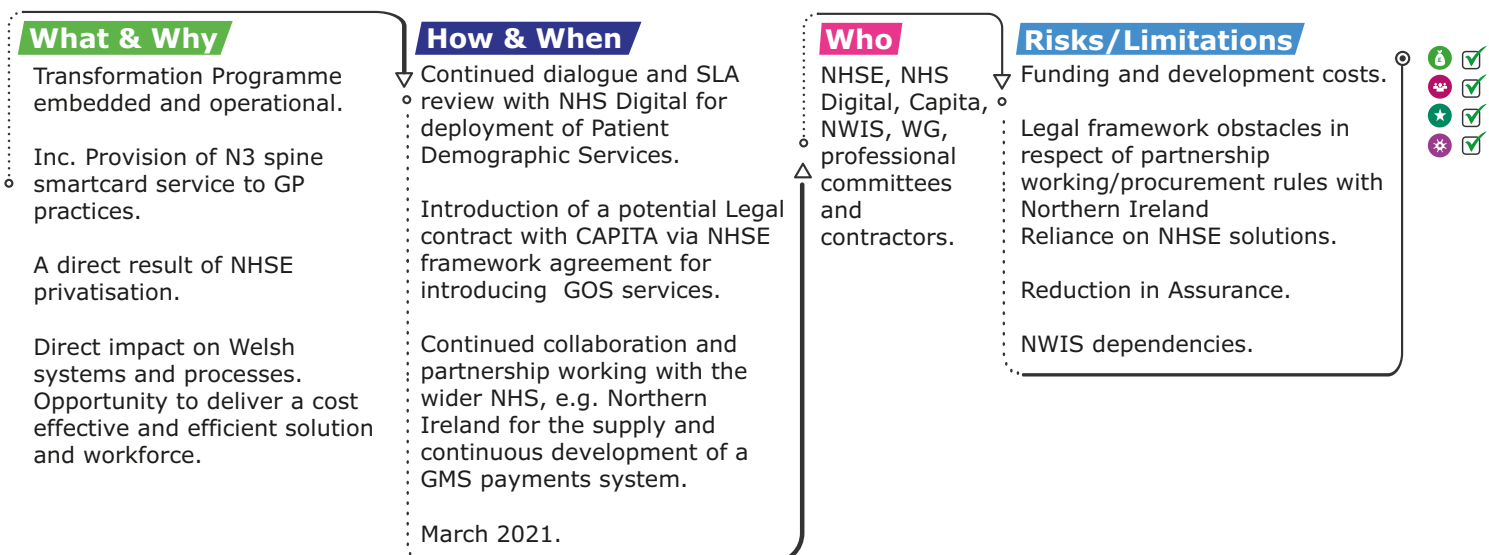 What & Why
Transformation Programme
embedded and operational.
Inc. Provision of N3 spine
smartcard service to GP
practices.
A direct result of NHSE
privatisation.
Direct impact on Welsh
systems and processes.
Opportunity to deliver a cost
effective and efficient solution
and workforce.
How & When
Continued dialogue and SLA
review with NHS Digital for
deployment of Patient
Demographic Services.
Introduction of a potential Legal
contract with CAPITA via NHSE
framework agreement for
introducing  GOS services.
Continued collaboration and
partnership working with the
wider NHS, e.g. Northern
Ireland for the supply and
continuous development of a
GMS payments system.
March 2021.
Who
NHSE, NHS
Digital, Capita,
NWIS, WG,
professional
committees
and
contractors.
Risks/Limitations
Funding and development costs.
Legal framework obstacles in
respect of partnership
working/procurement rules with
Northern Ireland
Reliance on NHSE solutions.
Reduction in Assurance.
NWIS dependencies.